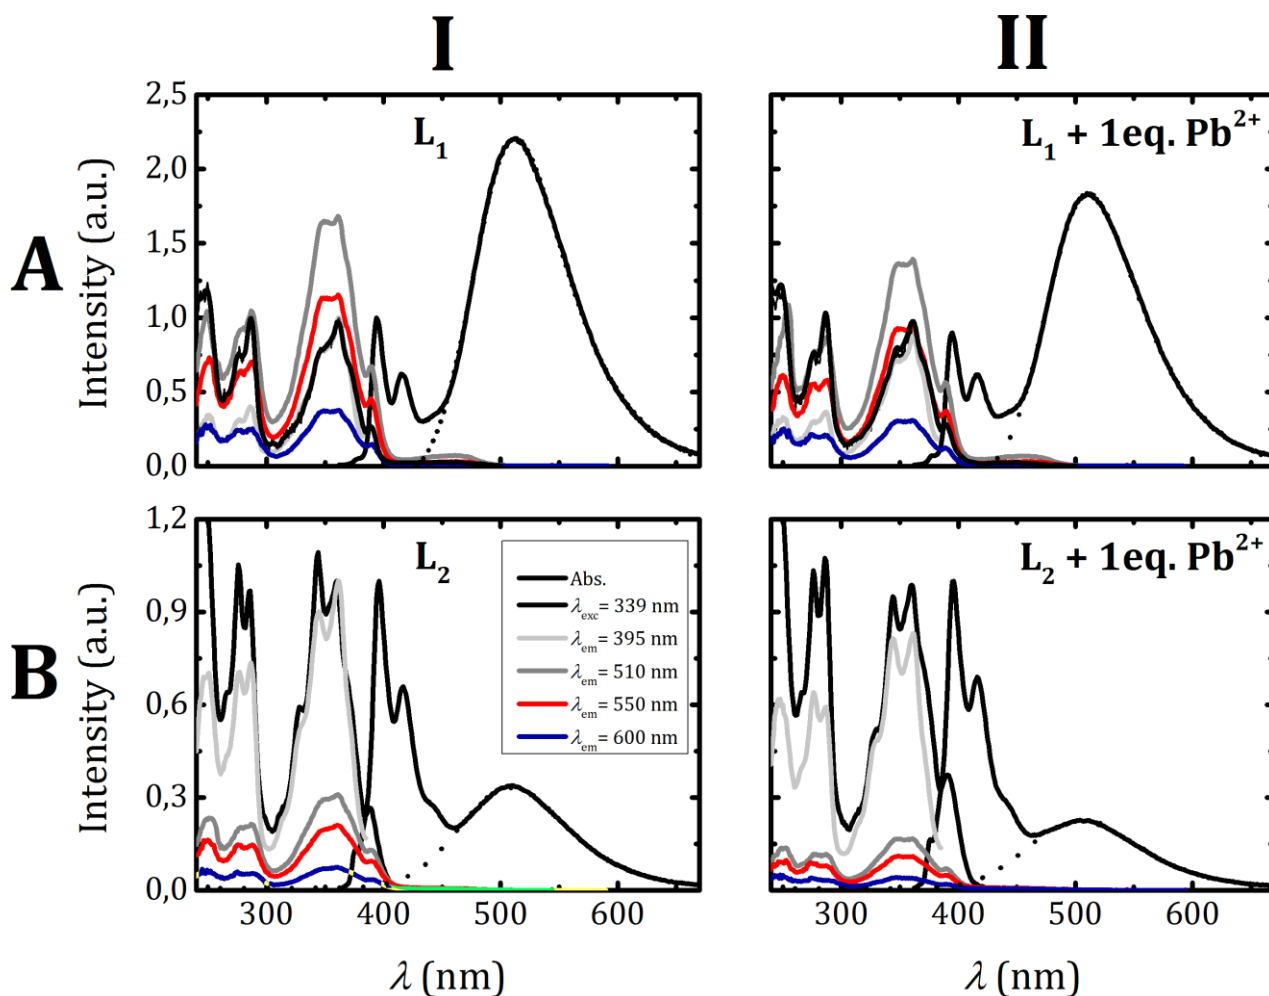 I
II
A
B
Intensity (a.u.)
2,5
2,0
1,5
1,0
0,5
0,0
L₁
L₁ + 1eq. Pb²⁺
Intensity (a.u.)
1,2
0,9
0,6
0,3
0,0
L₂
Abs.
λexc= 339 nm
λem= 395 nm
λem= 510 nm
λem= 550 nm
λem= 600 nm
L₂ + 1eq. Pb²⁺
300 400 500 600
300 400 500 600
λ (nm)
λ (nm)